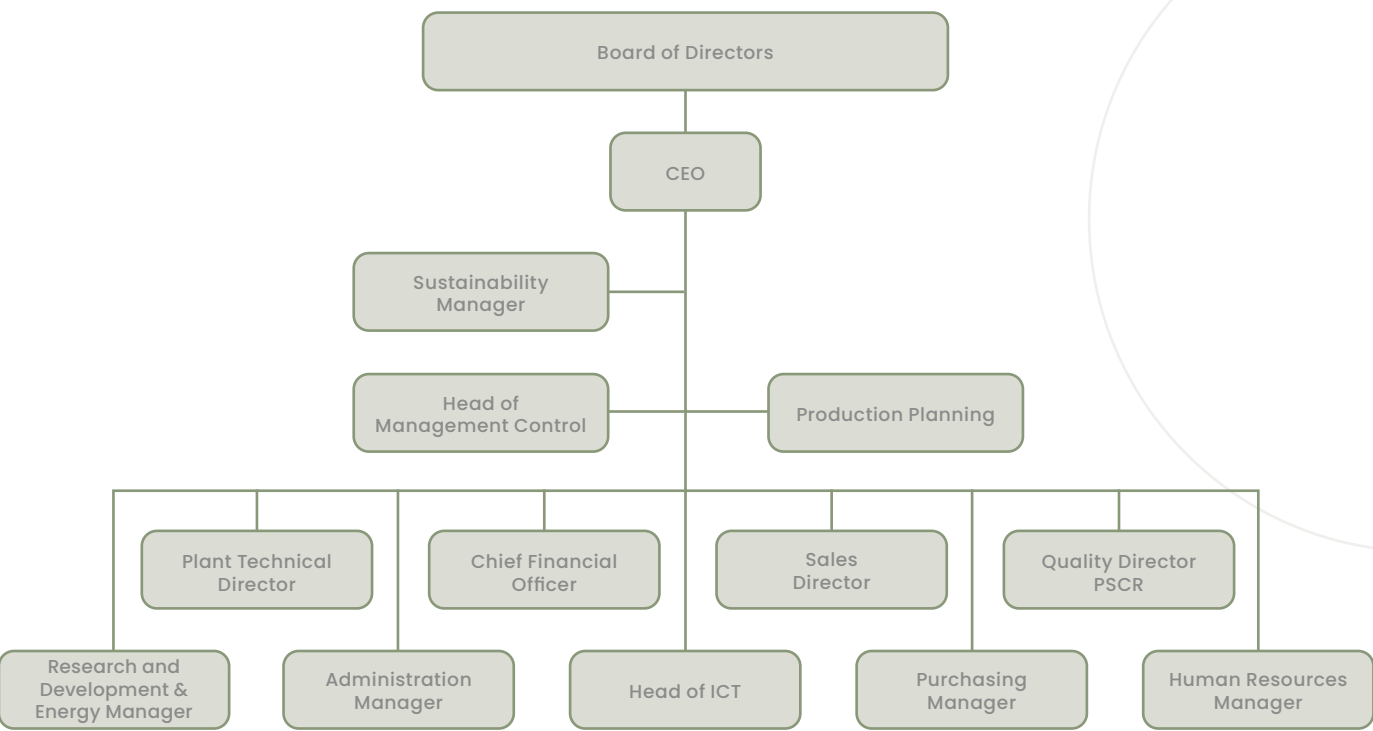 Board of Directors
CEO
Sustainability
Manager
Head of
Management Control
Production Planning
Plant Technical
Director
Chief Financial
Officer
Sales
Director
Quality Director
PSCR
Research and
Development &
Energy Manager
Administration
Manager
Head of ICT
Purchasing
Manager
Human Resources
Manager